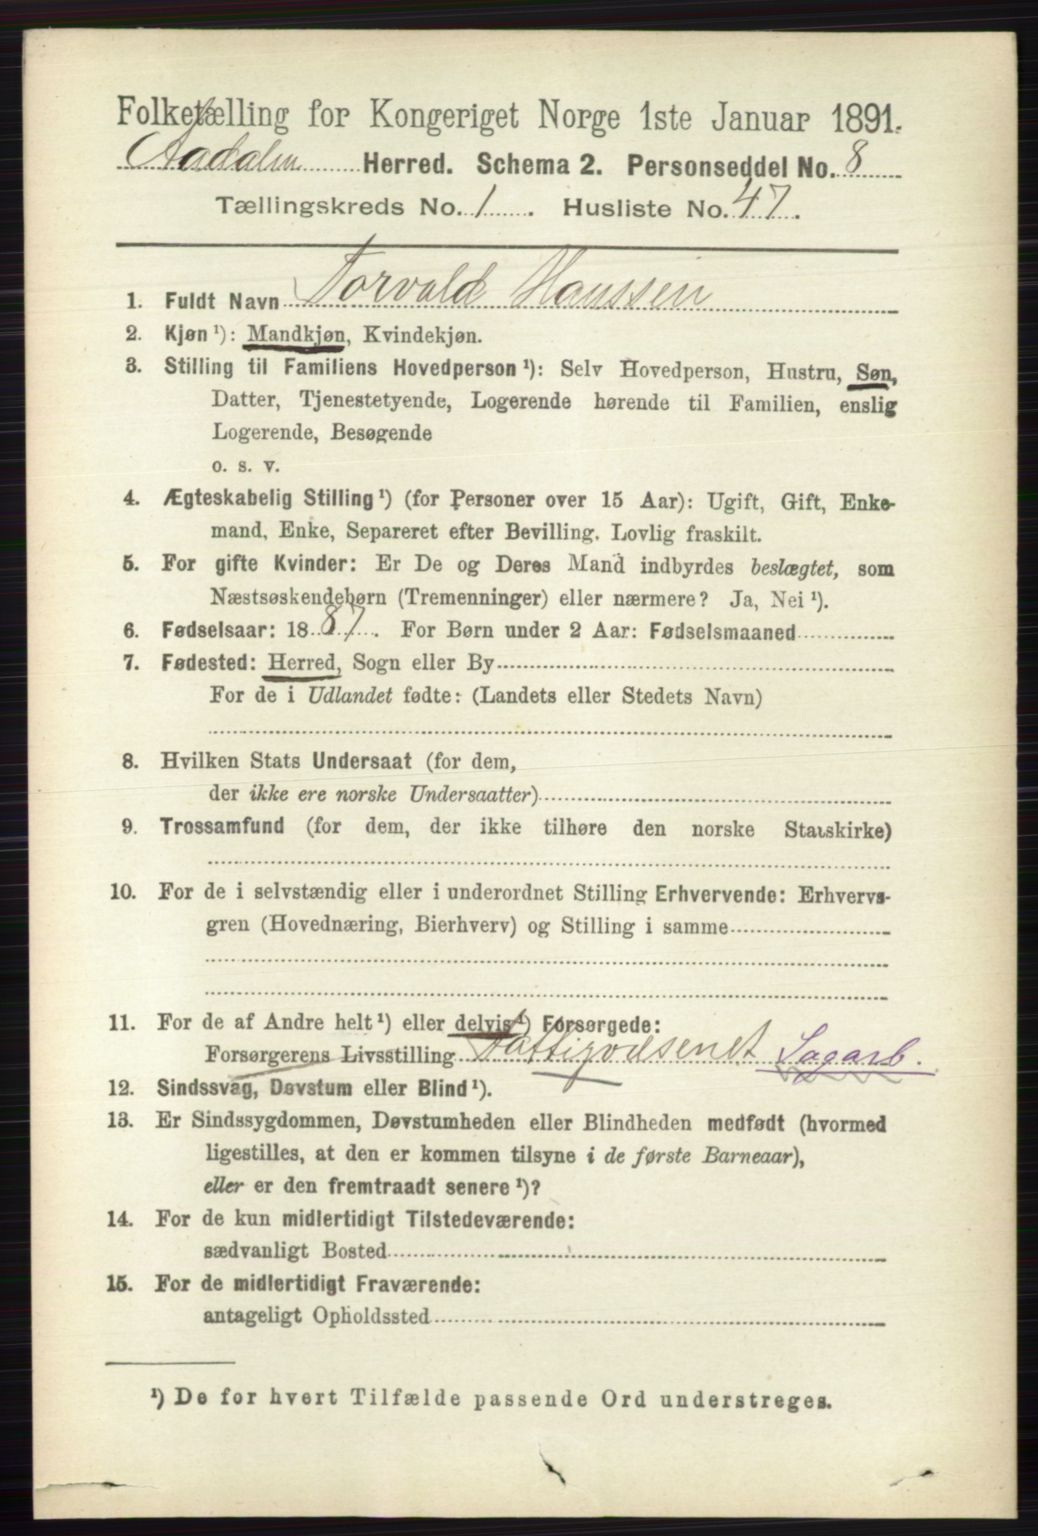 Folketælling for Kongeriget Norge 1ste Januar 1891.
Aadalen Herred. Schema 2. Personseddel No. 8
Tællingskreds No. 1. Husliste No. 47.
1. Fuldt Navn Torvald Hanssen
2. Kjøn ¹): Mandkjøn, Kvindekjøn.
3. Stilling til Familiens Hovedperson ¹): Selv Hovedperson, Hustru, Søn,
Datter, Tjenestetyende, Logerende hørende til Familien, enslig
Logerende, Besøgende
o. s. v.
4. Ægteskabelig Stilling ¹) (for Personer over 15 Aar): Ugift, Gift, Enke-
mand, Enke, Separeret efter Bevilling. Lovlig fraskilt.
5. For gifte Kvinder: Er De og Deres Mand indbyrdes beslægtet, som
Næstsøskendebørn (Tremenninger) eller nærmere? Ja, Nei ¹).
6. Fødselsaar: 1887. For Børn under 2 Aar: Fødselsmaaned
7. Fødested: Herred, Sogn eller By
For de i Udlandet fødte: (Landets eller Stedets Navn)
8. Hvilken Stats Undersaat (for dem,
der ikke ere norske Undersaatter)
9. Trossamfund (for dem, der ikke tilhøre den norske Statskirke)
10. For de i selvstændig eller i underordnet Stilling Erhvervende: Erhvervs-
gren (Hovednæring, Bierhverv) og Stilling i samme
11. For de af Andre helt ¹) eller delvis ¹) Forsørgede:
Forsørgerens Livsstilling Fattigvæsenet Sagarb.
12. Sindssvag, Døvstum eller Blind ¹).
13. Er Sindssygdommen, Døvstumheden eller Blindheden medfødt (hvormed
ligestilles, at den er kommen tilsyne i de første Barneaar),
eller er den fremtraadt senere ¹)?
14. For de kun midlertidigt Tilstedeværende:
sædvanligt Bosted
15. For de midlertidigt Fraværende:
antageligt Opholdssted
¹) De for hvert Tilfælde passende Ord understreges.